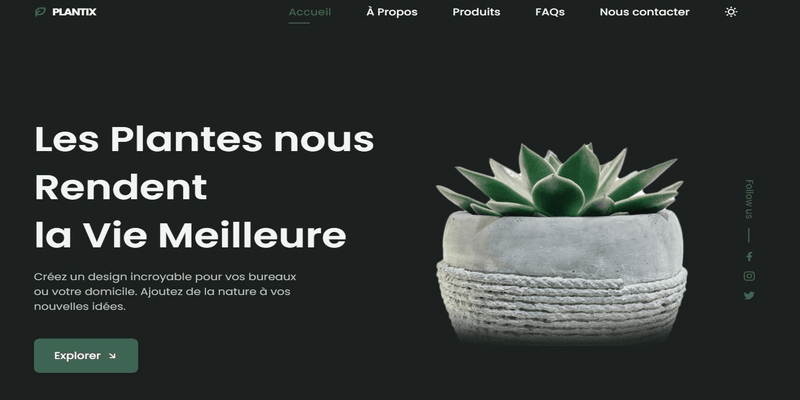 PLANTIX
Accueil
À Propos
Produits
FAQs
Nous contacter
Les Plantes nous
Rendent
la Vie Meilleure
Créez un design incroyable pour vos bureaux
ou votre domicile. Ajoutez de la nature à vos
nouvelles idées.
Explorer
Follow us